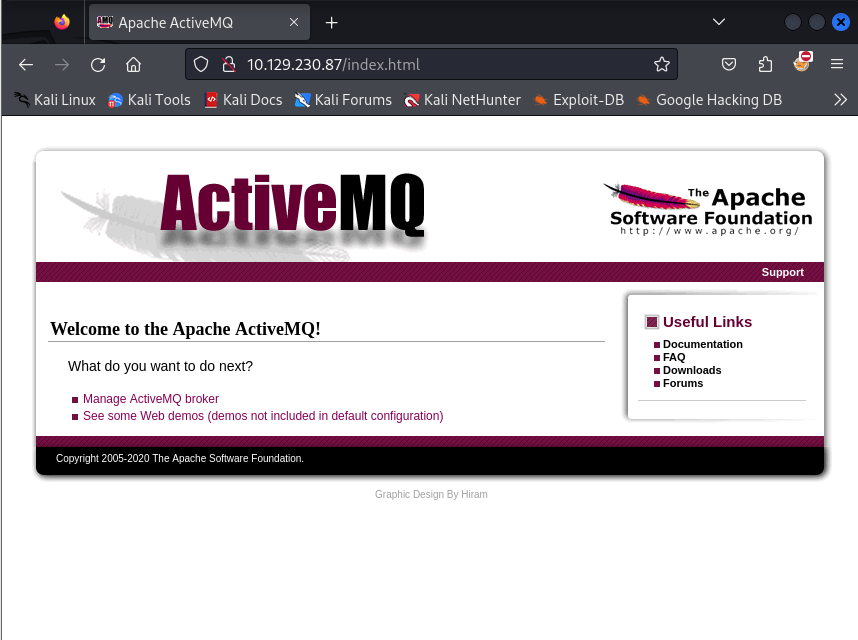 AMQ Apache ActiveMQ
10.129.230.87/index.html
Kali Linux Kali Tools Kali Docs Kali Forums Kali NetHunter Exploit-DB Google Hacking DB
ActiveMQ
The Apache
Software Foundation
http://www.apache.org/
Support
Welcome to the Apache ActiveMQ!
What do you want to do next?
Manage ActiveMQ broker
See some Web demos (demos not included in default configuration)
Useful Links
Documentation
FAQ
Downloads
Forums
Copyright 2005-2020 The Apache Software Foundation.
Graphic Design By Hiram